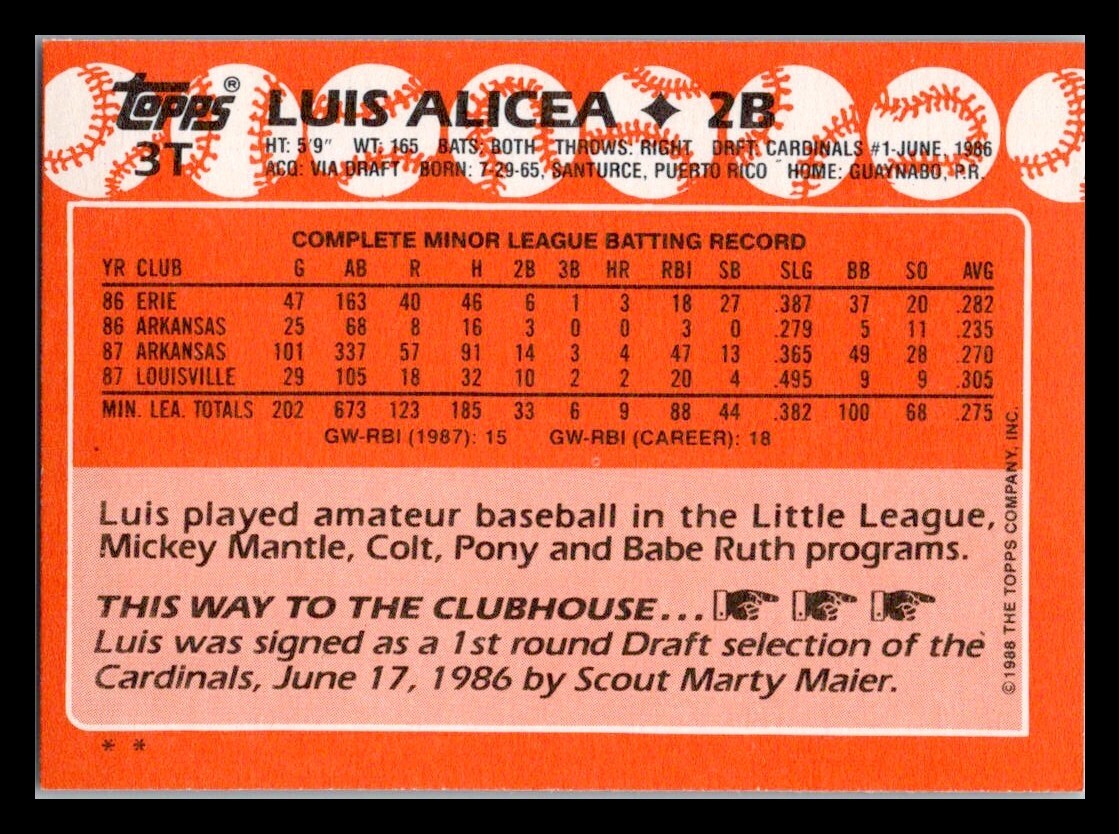 TOPPS® LUIS ALICEA ✦ 2B
3T HT: 5'9" WT: 165 BATS: BOTH THROWS: RIGHT DRFT: CARDINALS #1-JUNE, 1986
ACQ: VIA DRAFT BORN: 7-29-65, SANTURCE, PUERTO RICO HOME: GUAYNABO, P.R.
COMPLETE MINOR LEAGUE BATTING RECORD
YR CLUB G AB R H 2B 3B HR RBI SB SLG BB SO AVG
86 ERIE 47 163 40 46 6 1 3 18 27 .387 37 20 .282
86 ARKANSAS 25 68 8 16 3 0 0 3 0 .279 5 11 .235
87 ARKANSAS 101 337 57 91 14 3 4 47 13 .365 49 28 .270
87 LOUISVILLE 29 105 18 32 10 2 2 20 4 .495 9 9 .305
MIN. LEA. TOTALS 202 673 123 185 33 6 9 88 44 .382 100 68 .275
GW-RBI (1987): 15 GW-RBI (CAREER): 18
Luis played amateur baseball in the Little League,
Mickey Mantle, Colt, Pony and Babe Ruth programs.
THIS WAY TO THE CLUBHOUSE...
Luis was signed as a 1st round Draft selection of the
Cardinals, June 17, 1986 by Scout Marty Maier.
* *
©1988 THE TOPPS COMPANY, INC.